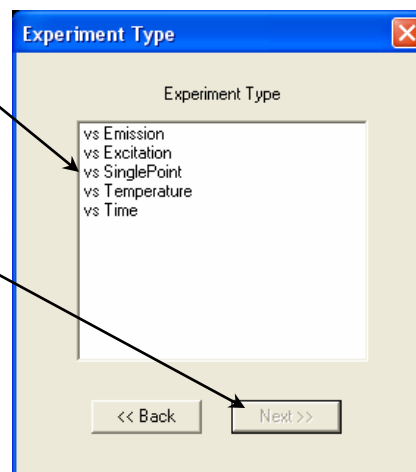 Experiment Type
Experiment Type
vs Emission
vs Excitation
vs SinglePoint
vs Temperature
vs Time
<< Back
Next >>